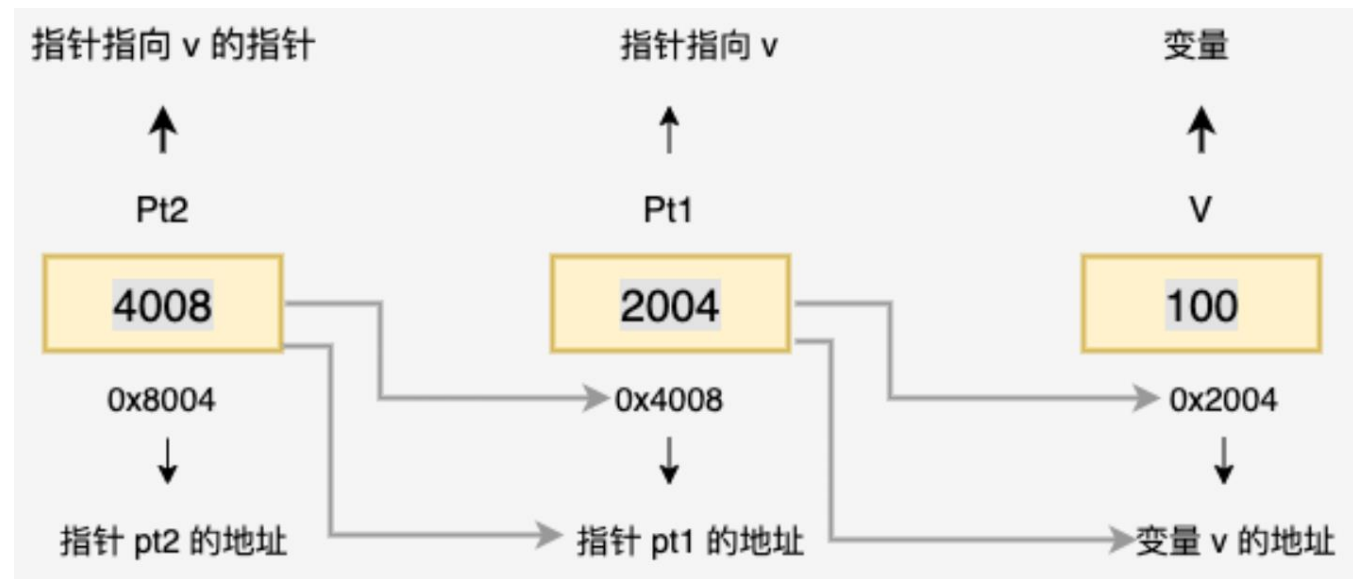 指针指向 v 的指针
指针指向 v
变量
Pt2
Pt1
V
4008
2004
100
0x8004
0x4008
0x2004
指针 pt2 的地址
指针 pt1 的地址
变量 v 的地址